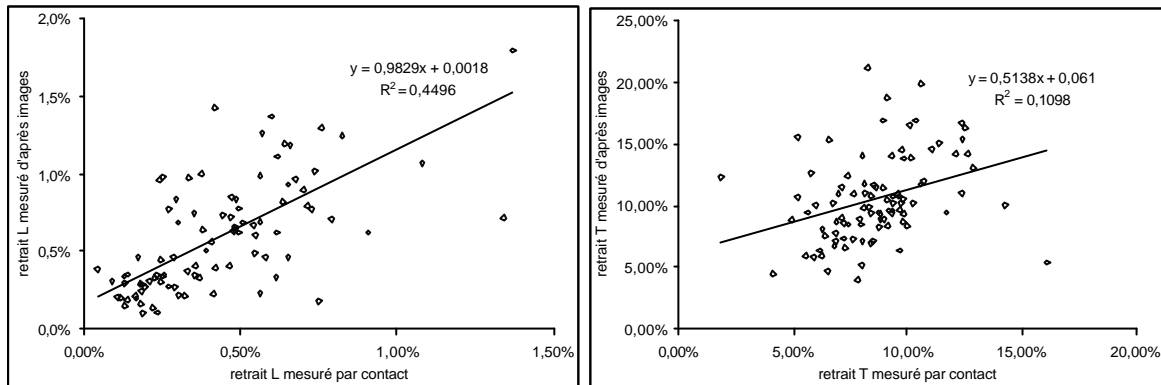 retrait L mesuré d'après images
2,0%
1,5%
1,0%
0,5%
0,0%
y = 0,9829x + 0,0018
R² = 0,4496
0,00% 0,50% 1,00% 1,50%
retrait L mesuré par contact
retrait T mesuré d'après images
25,00%
20,00%
15,00%
10,00%
5,00%
0,00%
y = 0,5138x + 0,061
R² = 0,1098
0,00% 5,00% 10,00% 15,00% 20,00%
retrait T mesuré par contact